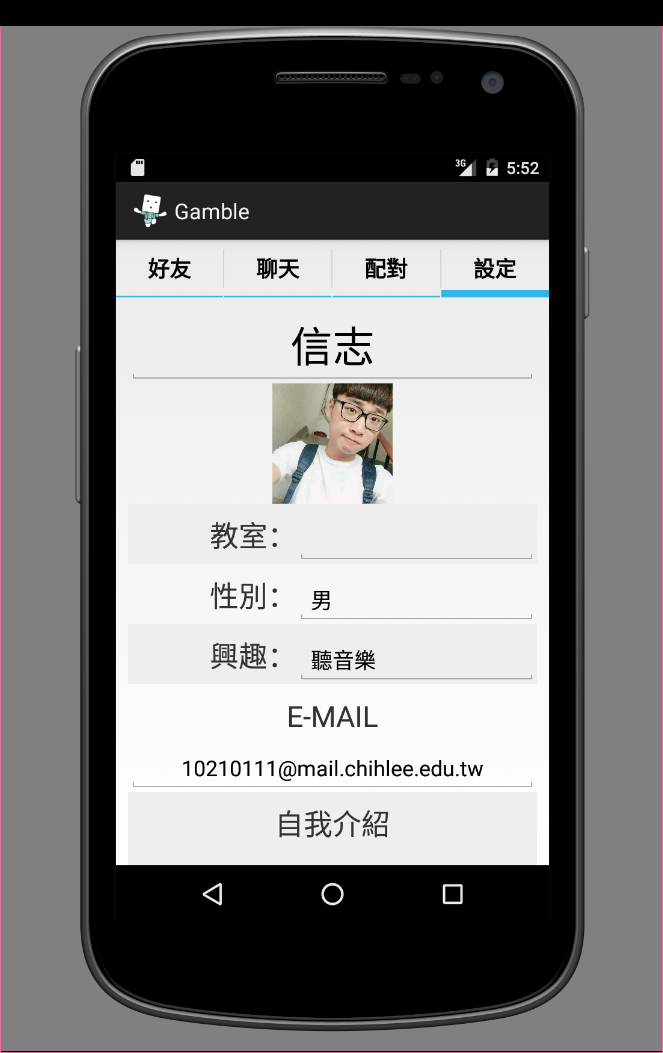 3G 5:52
Gamble
好友 聊天 配對 設定
信志
教室：
性別： 男
興趣： 聽音樂
E-MAIL
10210111@mail.chihlee.edu.tw
自我介紹